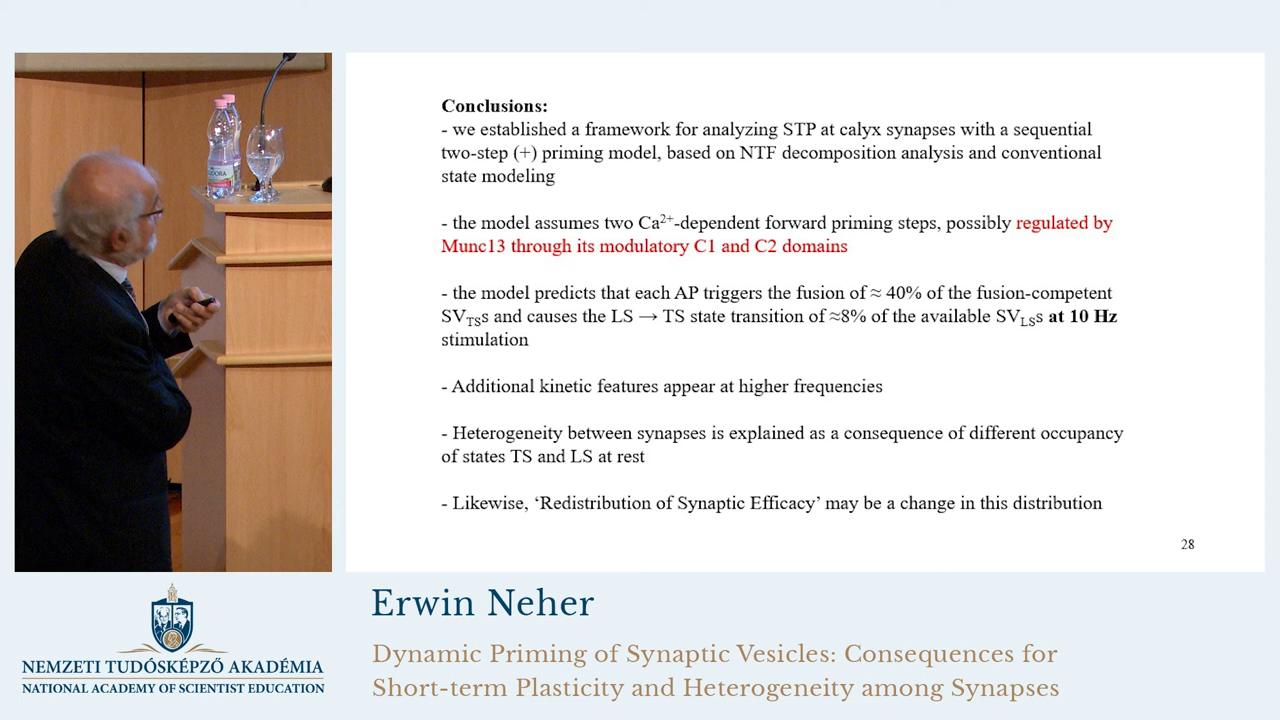 Conclusions:
- we established a framework for analyzing STP at calyx synapses with a sequential
two-step (+) priming model, based on NTF decomposition analysis and conventional
state modeling
- the model assumes two Ca²⁺-dependent forward priming steps, possibly regulated by
Munc13 through its modulatory C1 and C2 domains
- the model predicts that each AP triggers the fusion of ≈ 40% of the fusion-competent
SV_TSs and causes the LS → TS state transition of ≈8% of the available SV_LSs at 10 Hz
stimulation
- Additional kinetic features appear at higher frequencies
- Heterogeneity between synapses is explained as a consequence of different occupancy
of states TS and LS at rest
- Likewise, ‘Redistribution of Synaptic Efficacy’ may be a change in this distribution
28
Erwin Neher
Dynamic Priming of Synaptic Vesicles: Consequences for
Short-term Plasticity and Heterogeneity among Synapses
NEMZETI TUDÓSKÉPZŐ AKADÉMIA
NATIONAL ACADEMY OF SCIENTIST EDUCATION